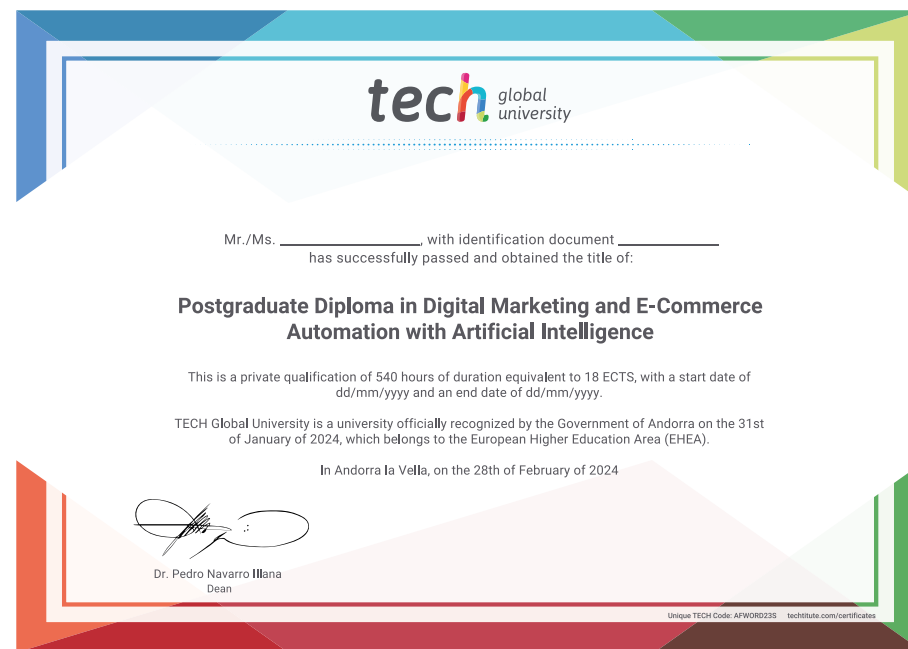 tech global university
Mr./Ms. ____________, with identification document ____________
has successfully passed and obtained the title of:
Postgraduate Diploma in Digital Marketing and E-Commerce
Automation with Artificial Intelligence
This is a private qualification of 540 hours of duration equivalent to 18 ECTS, with a start date of
dd/mm/yyyy and an end date of dd/mm/yyyy.
TECH Global University is a university officially recognized by the Government of Andorra on the 31st
of January of 2024, which belongs to the European Higher Education Area (EHEA).
In Andorra la Vella, on the 28th of February of 2024
Dr. Pedro Navarro Illana
Dean
Unique TECH Code: AFWORD23S techtitute.com/certificates